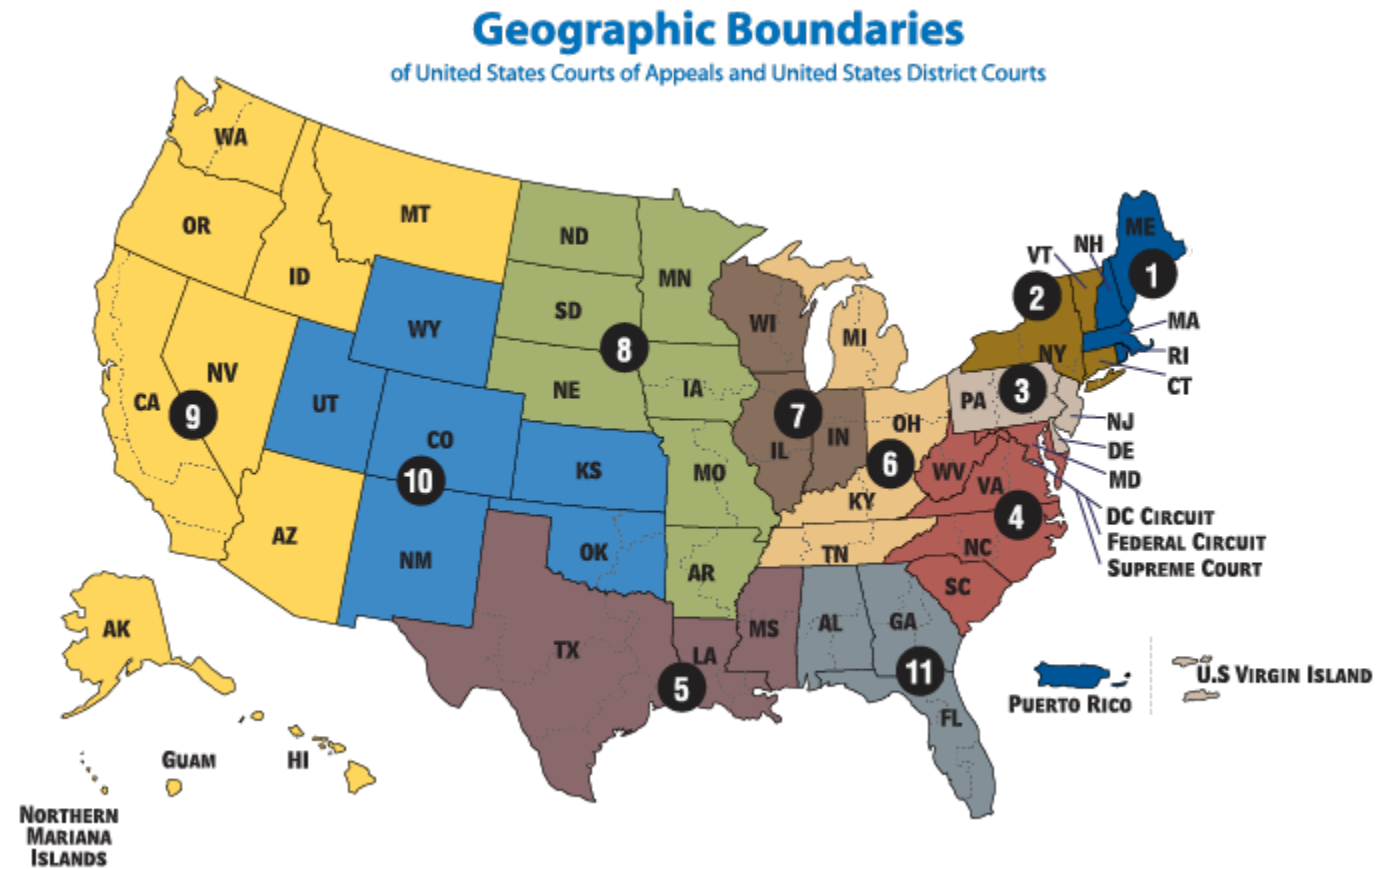 Geographic Boundaries
of United States Courts of Appeals and United States District Courts
WA
OR
ID
MT
WY
NV
CA
9
UT
CO
10
AZ
NM
ND
SD
8
NE
KS
OK
MN
IA
MO
AR
TX
LA
5
MS
WI
7
IL
IN
MI
OH
6
KY
TN
AL
GA
11
FL
ME
1
NH
VT
2
NY
MA
RI
CT
3
PA
NJ
DE
MD
WV
VA
4
NC
SC
DC Circuit
Federal Circuit
Supreme Court
Puerto Rico
U.S Virgin Island
AK
Guam
HI
Northern
Mariana
Islands